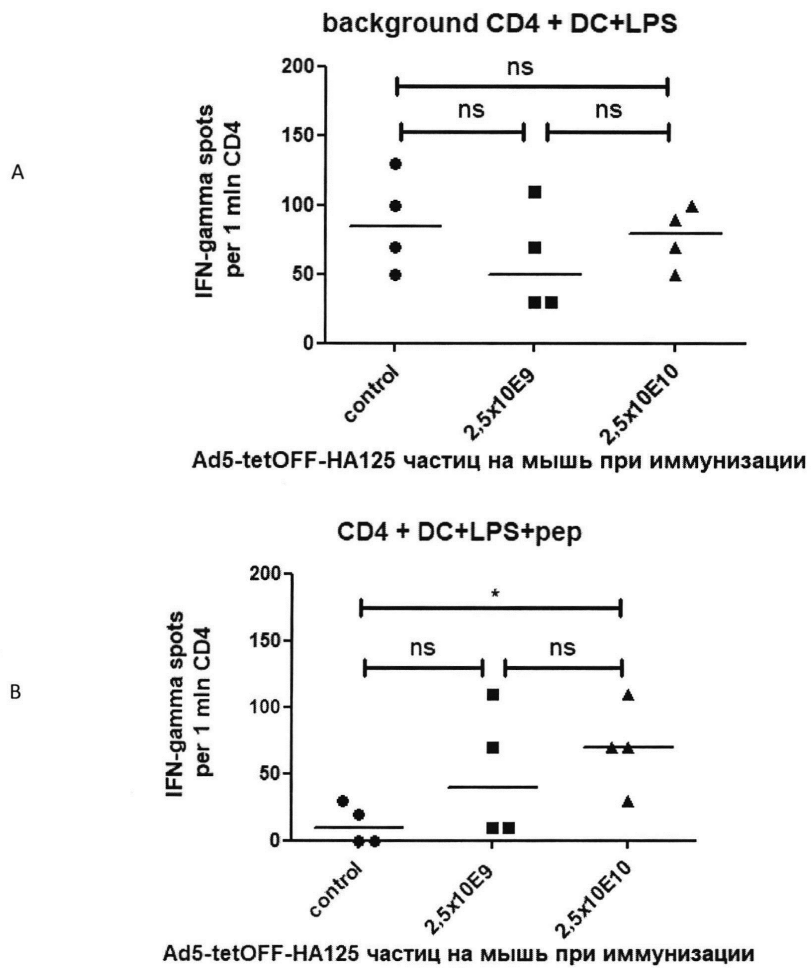 background CD4 + DC+LPS
A
IFN-gamma spots
per 1 mln CD4
200
150
100
50
0
ns
ns
ns
control
2,5x10E9
2,5x10E10
Ad5-tetOFF-HA125 частиц на мышь при иммунизации
CD4 + DC+LPS+pep
B
IFN-gamma spots
per 1 mln CD4
200
150
100
50
0
*
ns
ns
control
2,5x10E9
2,5x10E10
Ad5-tetOFF-HA125 частиц на мышь при иммунизации